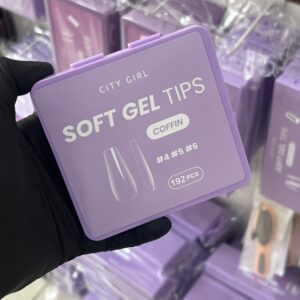 CITY GIRL
SOFT GEL TIPS
COFFIN
#4 #5 #6
192 PCS